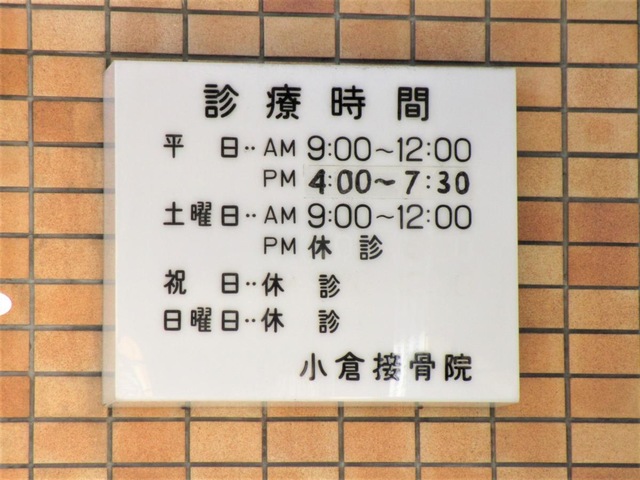 診療時間
平日‥AM 9:00～12:00
PM 4:00～7:30
土曜日‥AM 9:00～12:00
PM 休診
祝日‥休診
日曜日‥休診
小倉接骨院